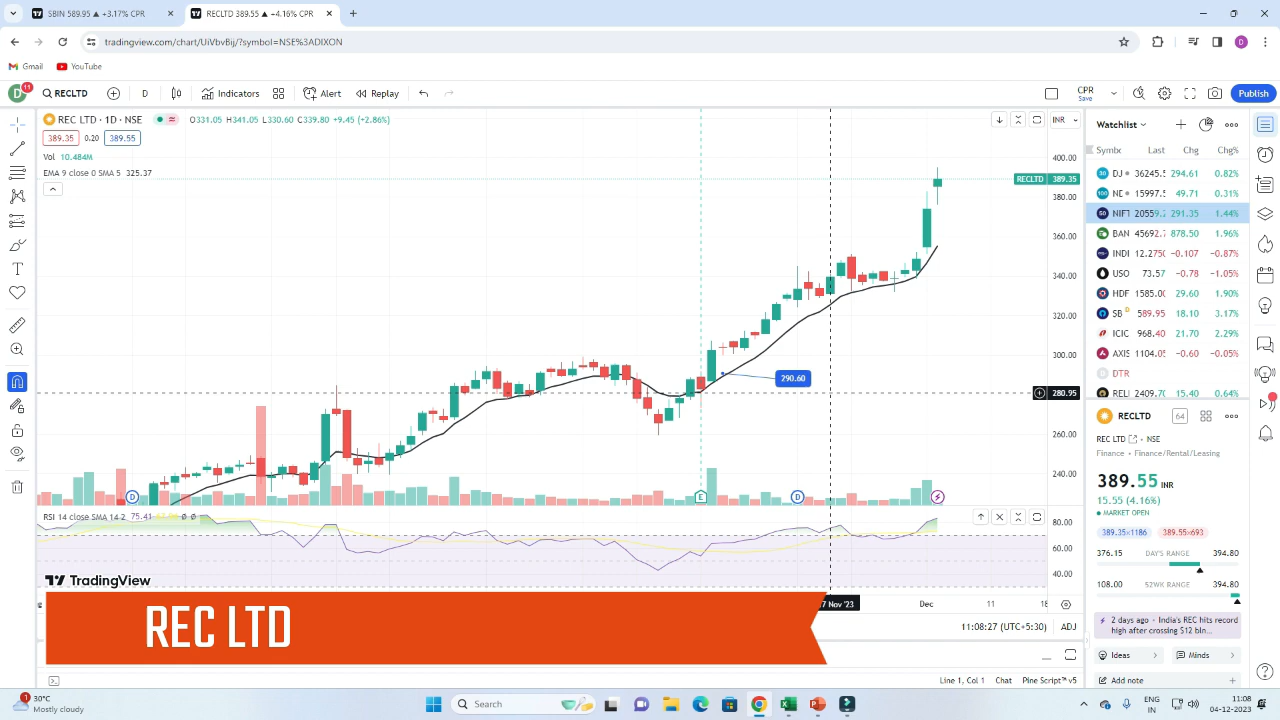 SBIN 589.95 ▲ +3.17% CPR
RECLTD 389.55 ▲ +4.16% CPR
tradingview.com/chart/UiVbvBij/?symbol=NSE%3ADIXON
D
Gmail
YouTube
D
11
RECLTD
D
Indicators
Alert
Replay
CPR
Save
Publish
REC LTD · 1D · NSE
O331.05 H341.05 L330.60 C339.80 +9.45 (+2.86%)
INR
389.35
0.20
389.55
Vol 10.484M
EMA 9 close 0 SMA 5 325.37
400.00
RECLTD 389.35
380.00
360.00
340.00
320.00
300.00
290.60
280.95
260.00
240.00
D
E
D
RSI 14 close SMA 14 2 75.41
80.00
60.00
40.00
TradingView
7 Nov '23
Dec
11
18
REC LTD
11:08:27 (UTC+5:30)
ADJ
Line 1, Col 1
Chat
Pine Script™ v5
Watchlist
Symbc
Last
Chg
Chg%
DJ 36245.5 294.61 0.82%
NE 15997.5 49.71 0.31%
NIFT 20559.2 291.35 1.44%
BAN 45692.7 878.50 1.96%
INDI 12.2750 -0.107 -0.87%
USO 73.57 -0.78 -1.05%
HDF 1585.00 29.60 1.90%
SB D 589.95 18.10 3.17%
ICIC 968.40 21.70 2.29%
AXIS 1104.05 -0.60 -0.05%
DTR
RELI 2409.70 15.40 0.64%
RECLTD
64
REC LTD · NSE
Finance · Finance/Rental/Leasing
389.55 INR
15.55 (4.16%)
MARKET OPEN
389.35×1186
389.55×693
376.15 DAY'S RANGE 394.80
108.00 52WK RANGE 394.80
2 days ago · India's REC hits record
high after crossing $12 bln...
Ideas
Minds
Add note
1
30°C
Mostly cloudy
Search
ENG
IN
11:08
04-12-2023